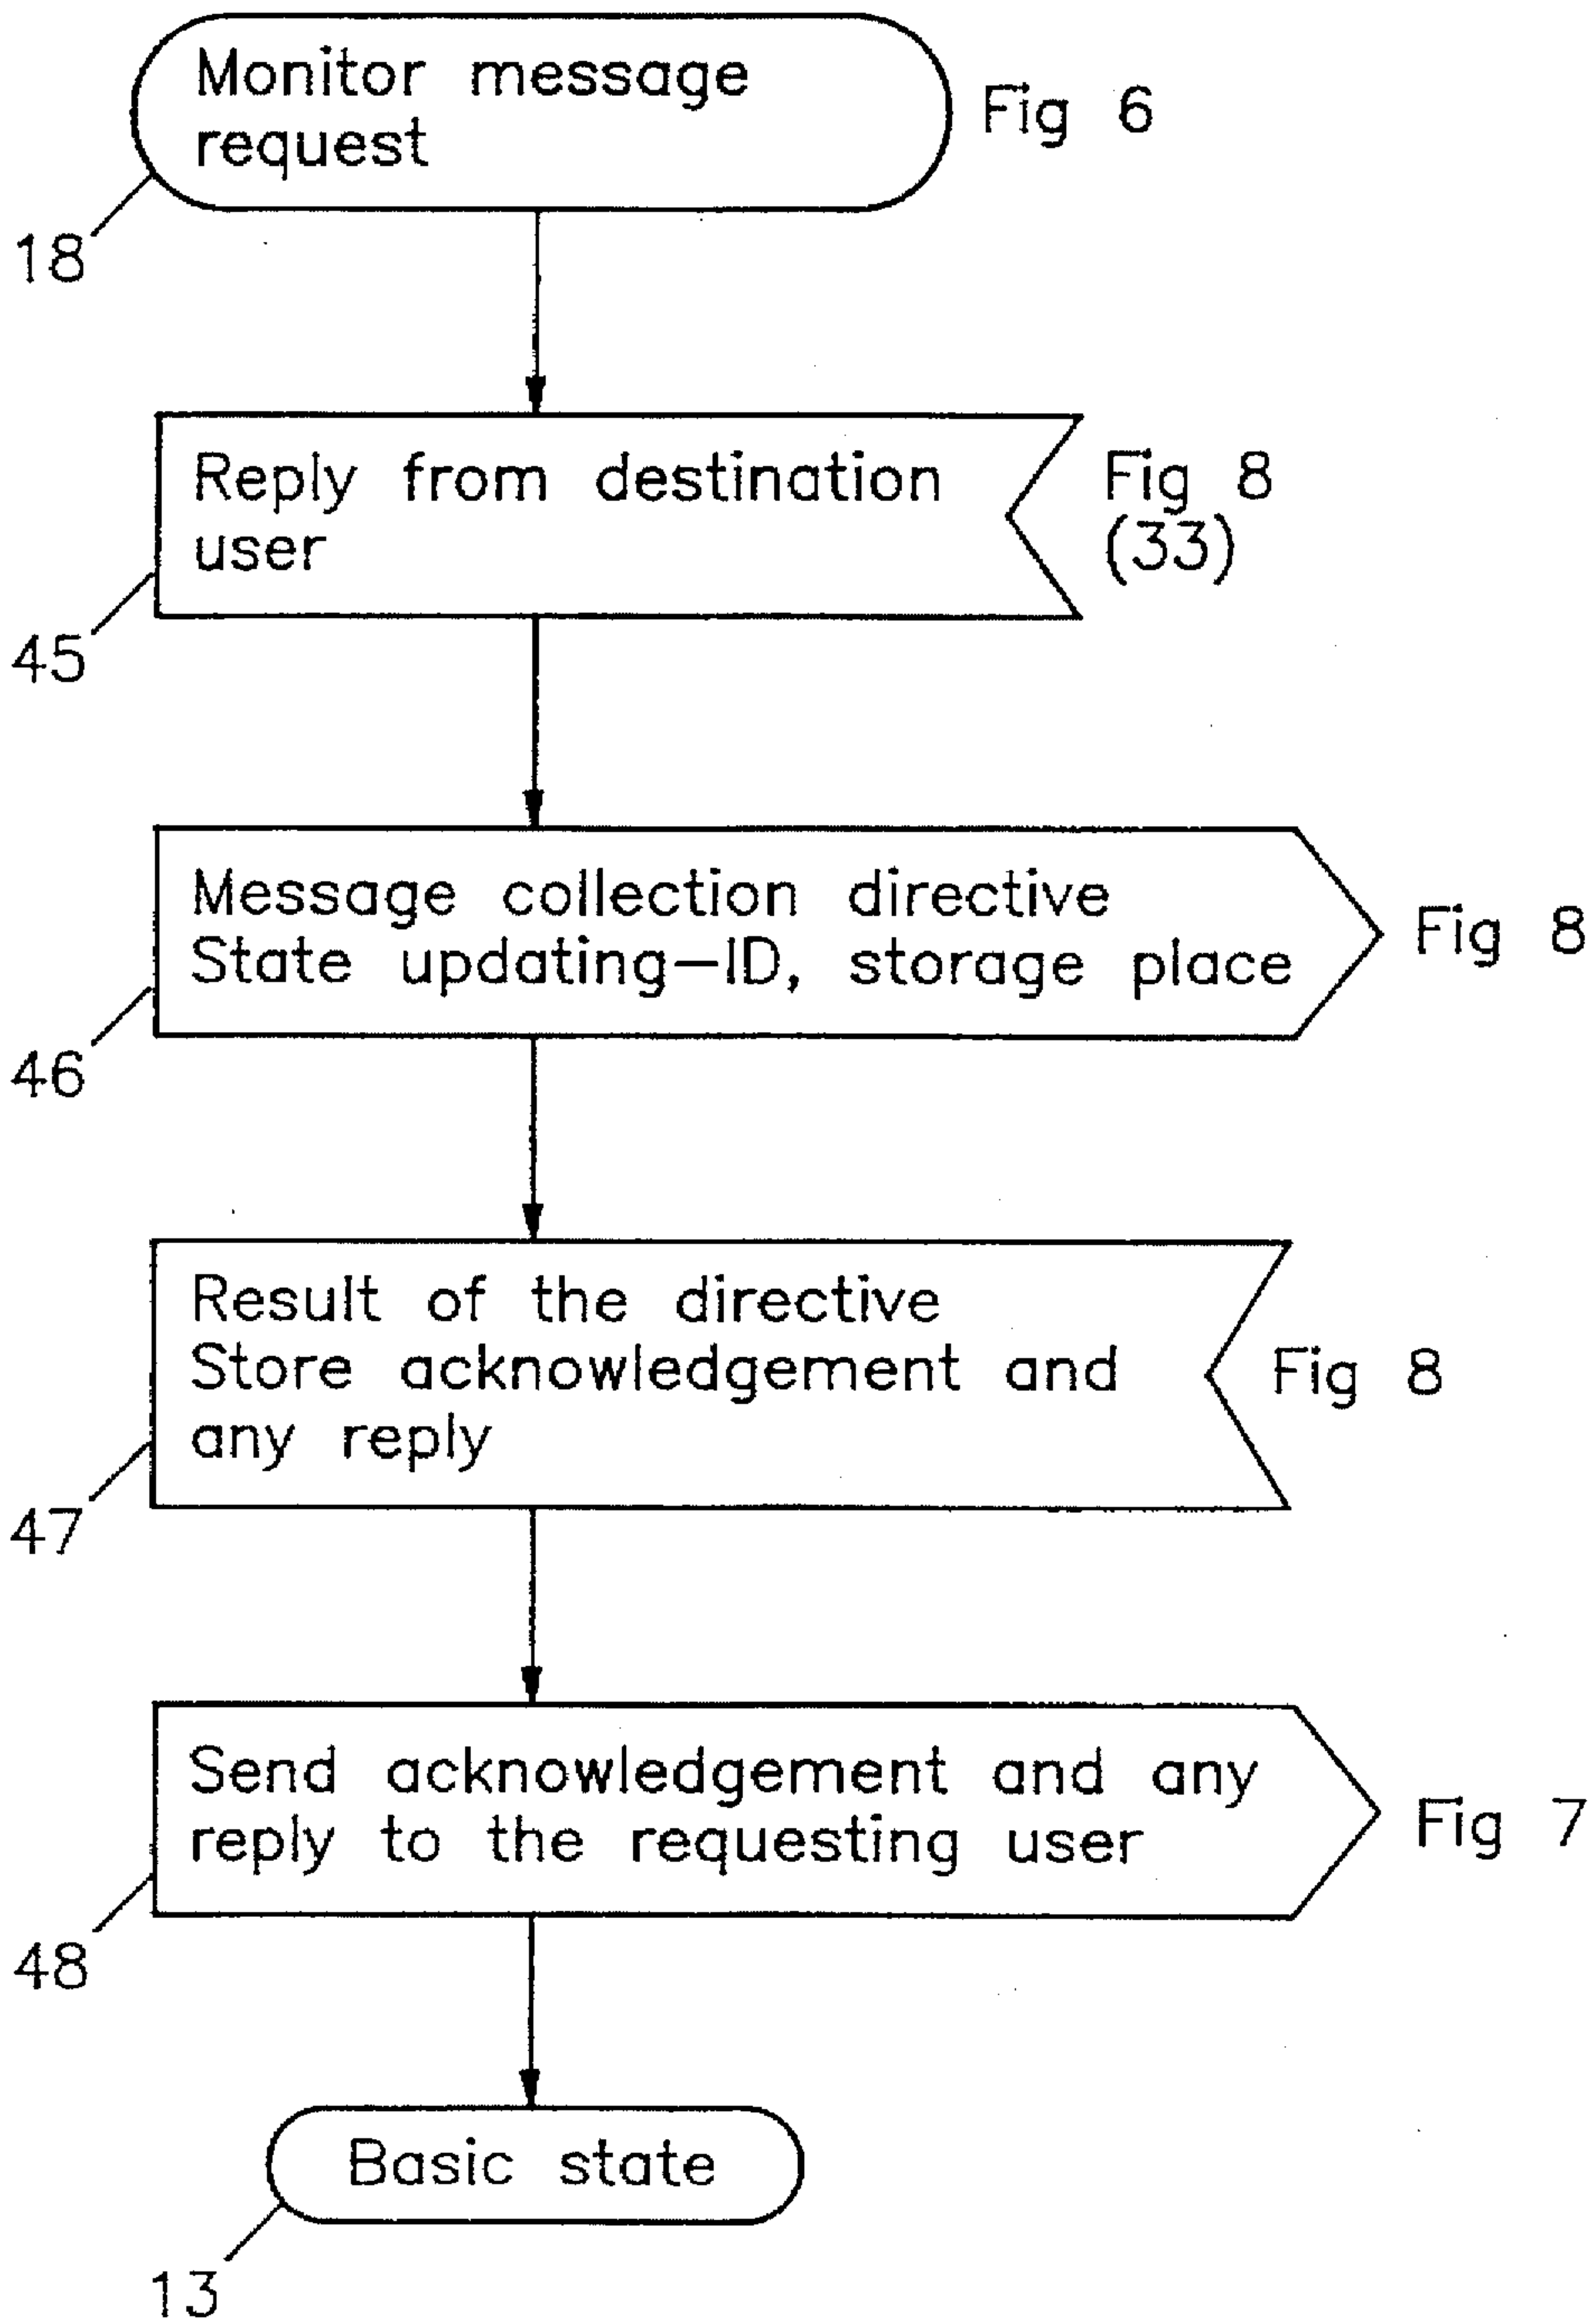 Monitor message
request
Fig 6
18
Reply from destination
user
Fig 8
(33)
45
Message collection directive
State updating–ID, storage place
Fig 8
46
Result of the directive
Store acknowledgement and
any reply
Fig 8
47
Send acknowledgement and any
reply to the requesting user
Fig 7
48
Basic state
13